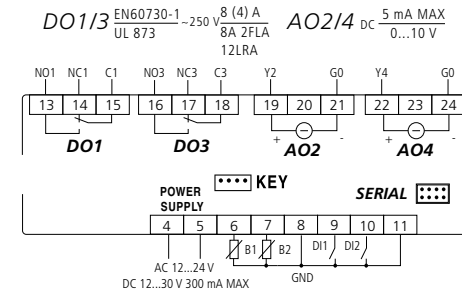 DO1/3 EN60730-1 ~250 V 8 (4) A AO2/4 DC 5 mA MAX
UL 873 8A 2FLA 0...10 V
12LRA
NO1 NC1 C1 NO3 NC3 C3 Y2 G0 Y4 G0
13 14 15 16 17 18 19 20 21 22 23 24
+ - + -
DO1 DO3 AO2 AO4
KEY
POWER SERIAL
SUPPLY
4 5 6 7 8 9 10 11
B1 B2 DI1 DI2
AC 12...24 V
GND
DC 12...30 V 300 mA MAX